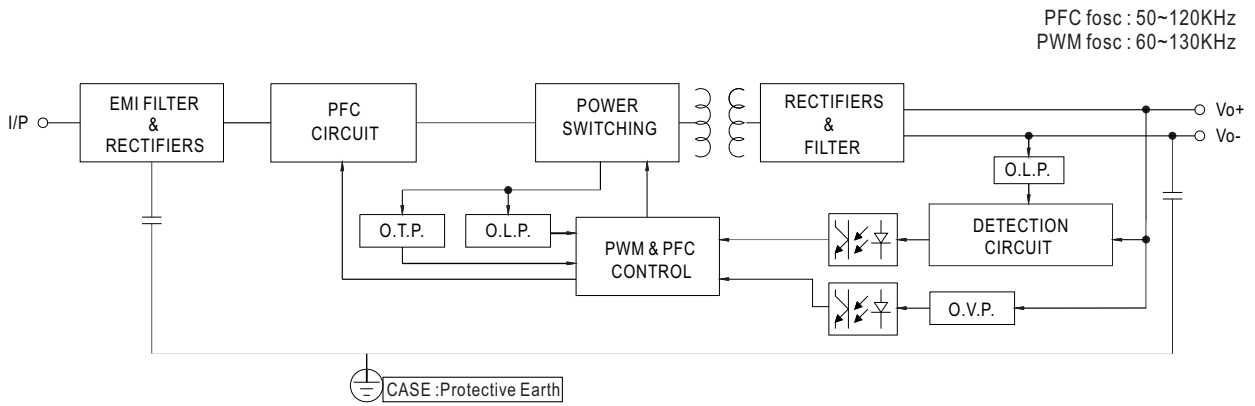 PFC fosc : 50~120KHz
PWM fosc : 60~130KHz
I/P
EMI FILTER
&
RECTIFIERS
PFC
CIRCUIT
POWER
SWITCHING
RECTIFIERS
&
FILTER
Vo+
Vo-
O.L.P.
O.T.P.
O.L.P.
PWM & PFC
CONTROL
DETECTION
CIRCUIT
O.V.P.
CASE :Protective Earth